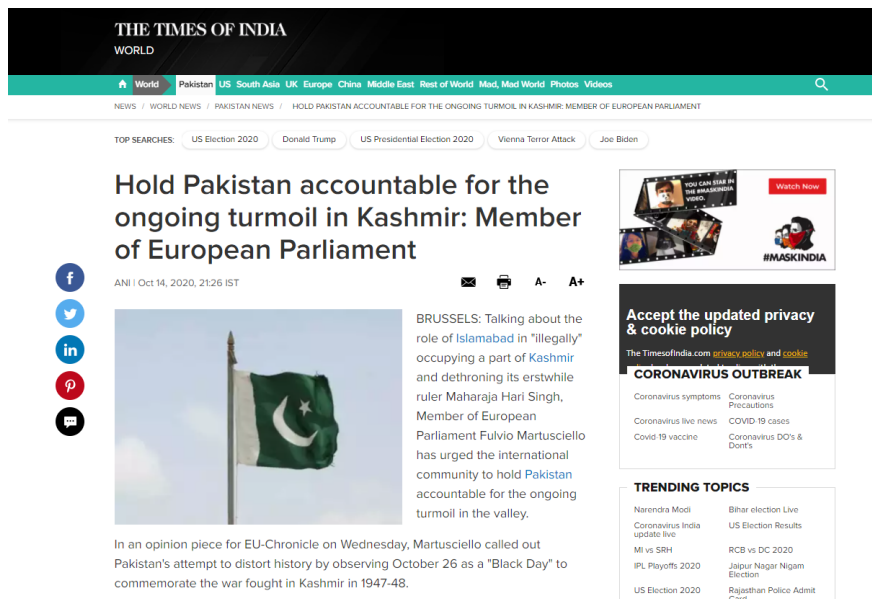 THE TIMES OF INDIA
WORLD
World Pakistan US South Asia UK Europe China Middle East Rest of World Mad, Mad World Photos Videos
NEWS / WORLD NEWS / PAKISTAN NEWS / HOLD PAKISTAN ACCOUNTABLE FOR THE ONGOING TURMOIL IN KASHMIR: MEMBER OF EUROPEAN PARLIAMENT
TOP SEARCHES: US Election 2020 Donald Trump US Presidential Election 2020 Vienna Terror Attack Joe Biden
Hold Pakistan accountable for the
ongoing turmoil in Kashmir: Member
of European Parliament
ANI | Oct 14, 2020, 21:26 IST
A- A+
f
in
BRUSSELS: Talking about the
role of Islamabad in "illegally"
occupying a part of Kashmir
and dethroning its erstwhile
ruler Maharaja Hari Singh,
Member of European
Parliament Fulvio Martusciello
has urged the international
community to hold Pakistan
accountable for the ongoing
turmoil in the valley.
In an opinion piece for EU-Chronicle on Wednesday, Martusciello called out
Pakistan's attempt to distort history by observing October 26 as a "Black Day" to
commemorate the war fought in Kashmir in 1947-48.
YOU CAN STAR IN
THE #MASKINDIA
VIDEO.
Watch Now
#MASKINDIA
Accept the updated privacy
& cookie policy
The TimesofIndia.com privacy policy and cookie
CORONAVIRUS OUTBREAK
Coronavirus symptoms
Coronavirus
Precautions
Coronavirus live news
COVID-19 cases
Covid-19 vaccine
Coronavirus DO's &
Dont's
TRENDING TOPICS
Narendra Modi
Bihar election Live
Coronavirus India
update live
US Election Results
MI vs SRH
RCB vs DC 2020
IPL Playoffs 2020
Jaipur Nagar Nigam
Election
US Election 2020
Rajasthan Police Admit
Card